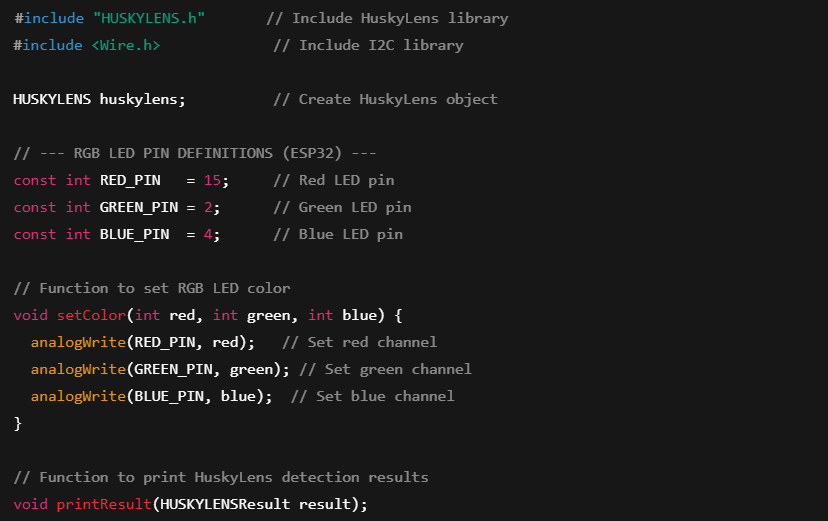 #include "HUSKYLENS.h"       // Include HuskyLens library
#include <Wire.h>             // Include I2C library
HUSKYLENS huskylens;          // Create HuskyLens object
// --- RGB LED PIN DEFINITIONS (ESP32) ---
const int RED_PIN   = 15;     // Red LED pin
const int GREEN_PIN = 2;      // Green LED pin
const int BLUE_PIN  = 4;      // Blue LED pin
// Function to set RGB LED color
void setColor(int red, int green, int blue) {
  analogWrite(RED_PIN, red);   // Set red channel
  analogWrite(GREEN_PIN, green); // Set green channel
  analogWrite(BLUE_PIN, blue);  // Set blue channel
}
// Function to print HuskyLens detection results
void printResult(HUSKYLENSResult result);